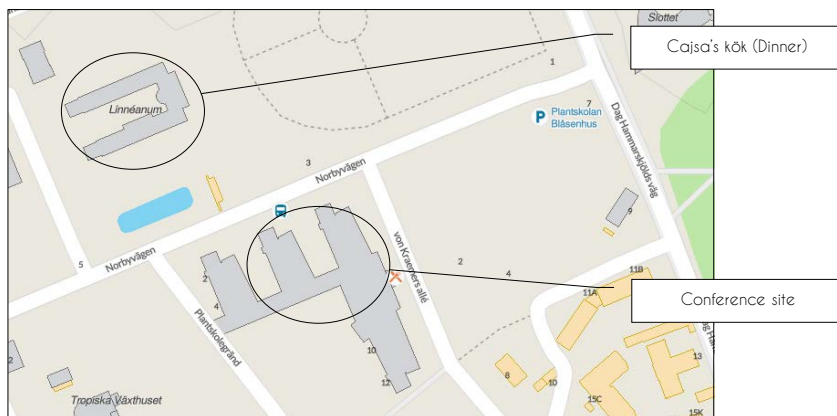 Slottet
Cajsa's kök (Dinner)
1
Linnéanum
7
P Plantskolan
Blåsenhus
Dag Hammarskjölds väg
3
Norbyvägen
9
von Kraemers allé
5
Norbyvägen
2
2
4
11B
11A
4
Conference site
Plantskolegränd
10
13
2
8
10
12
15C
Tropiska Växthuset
15K